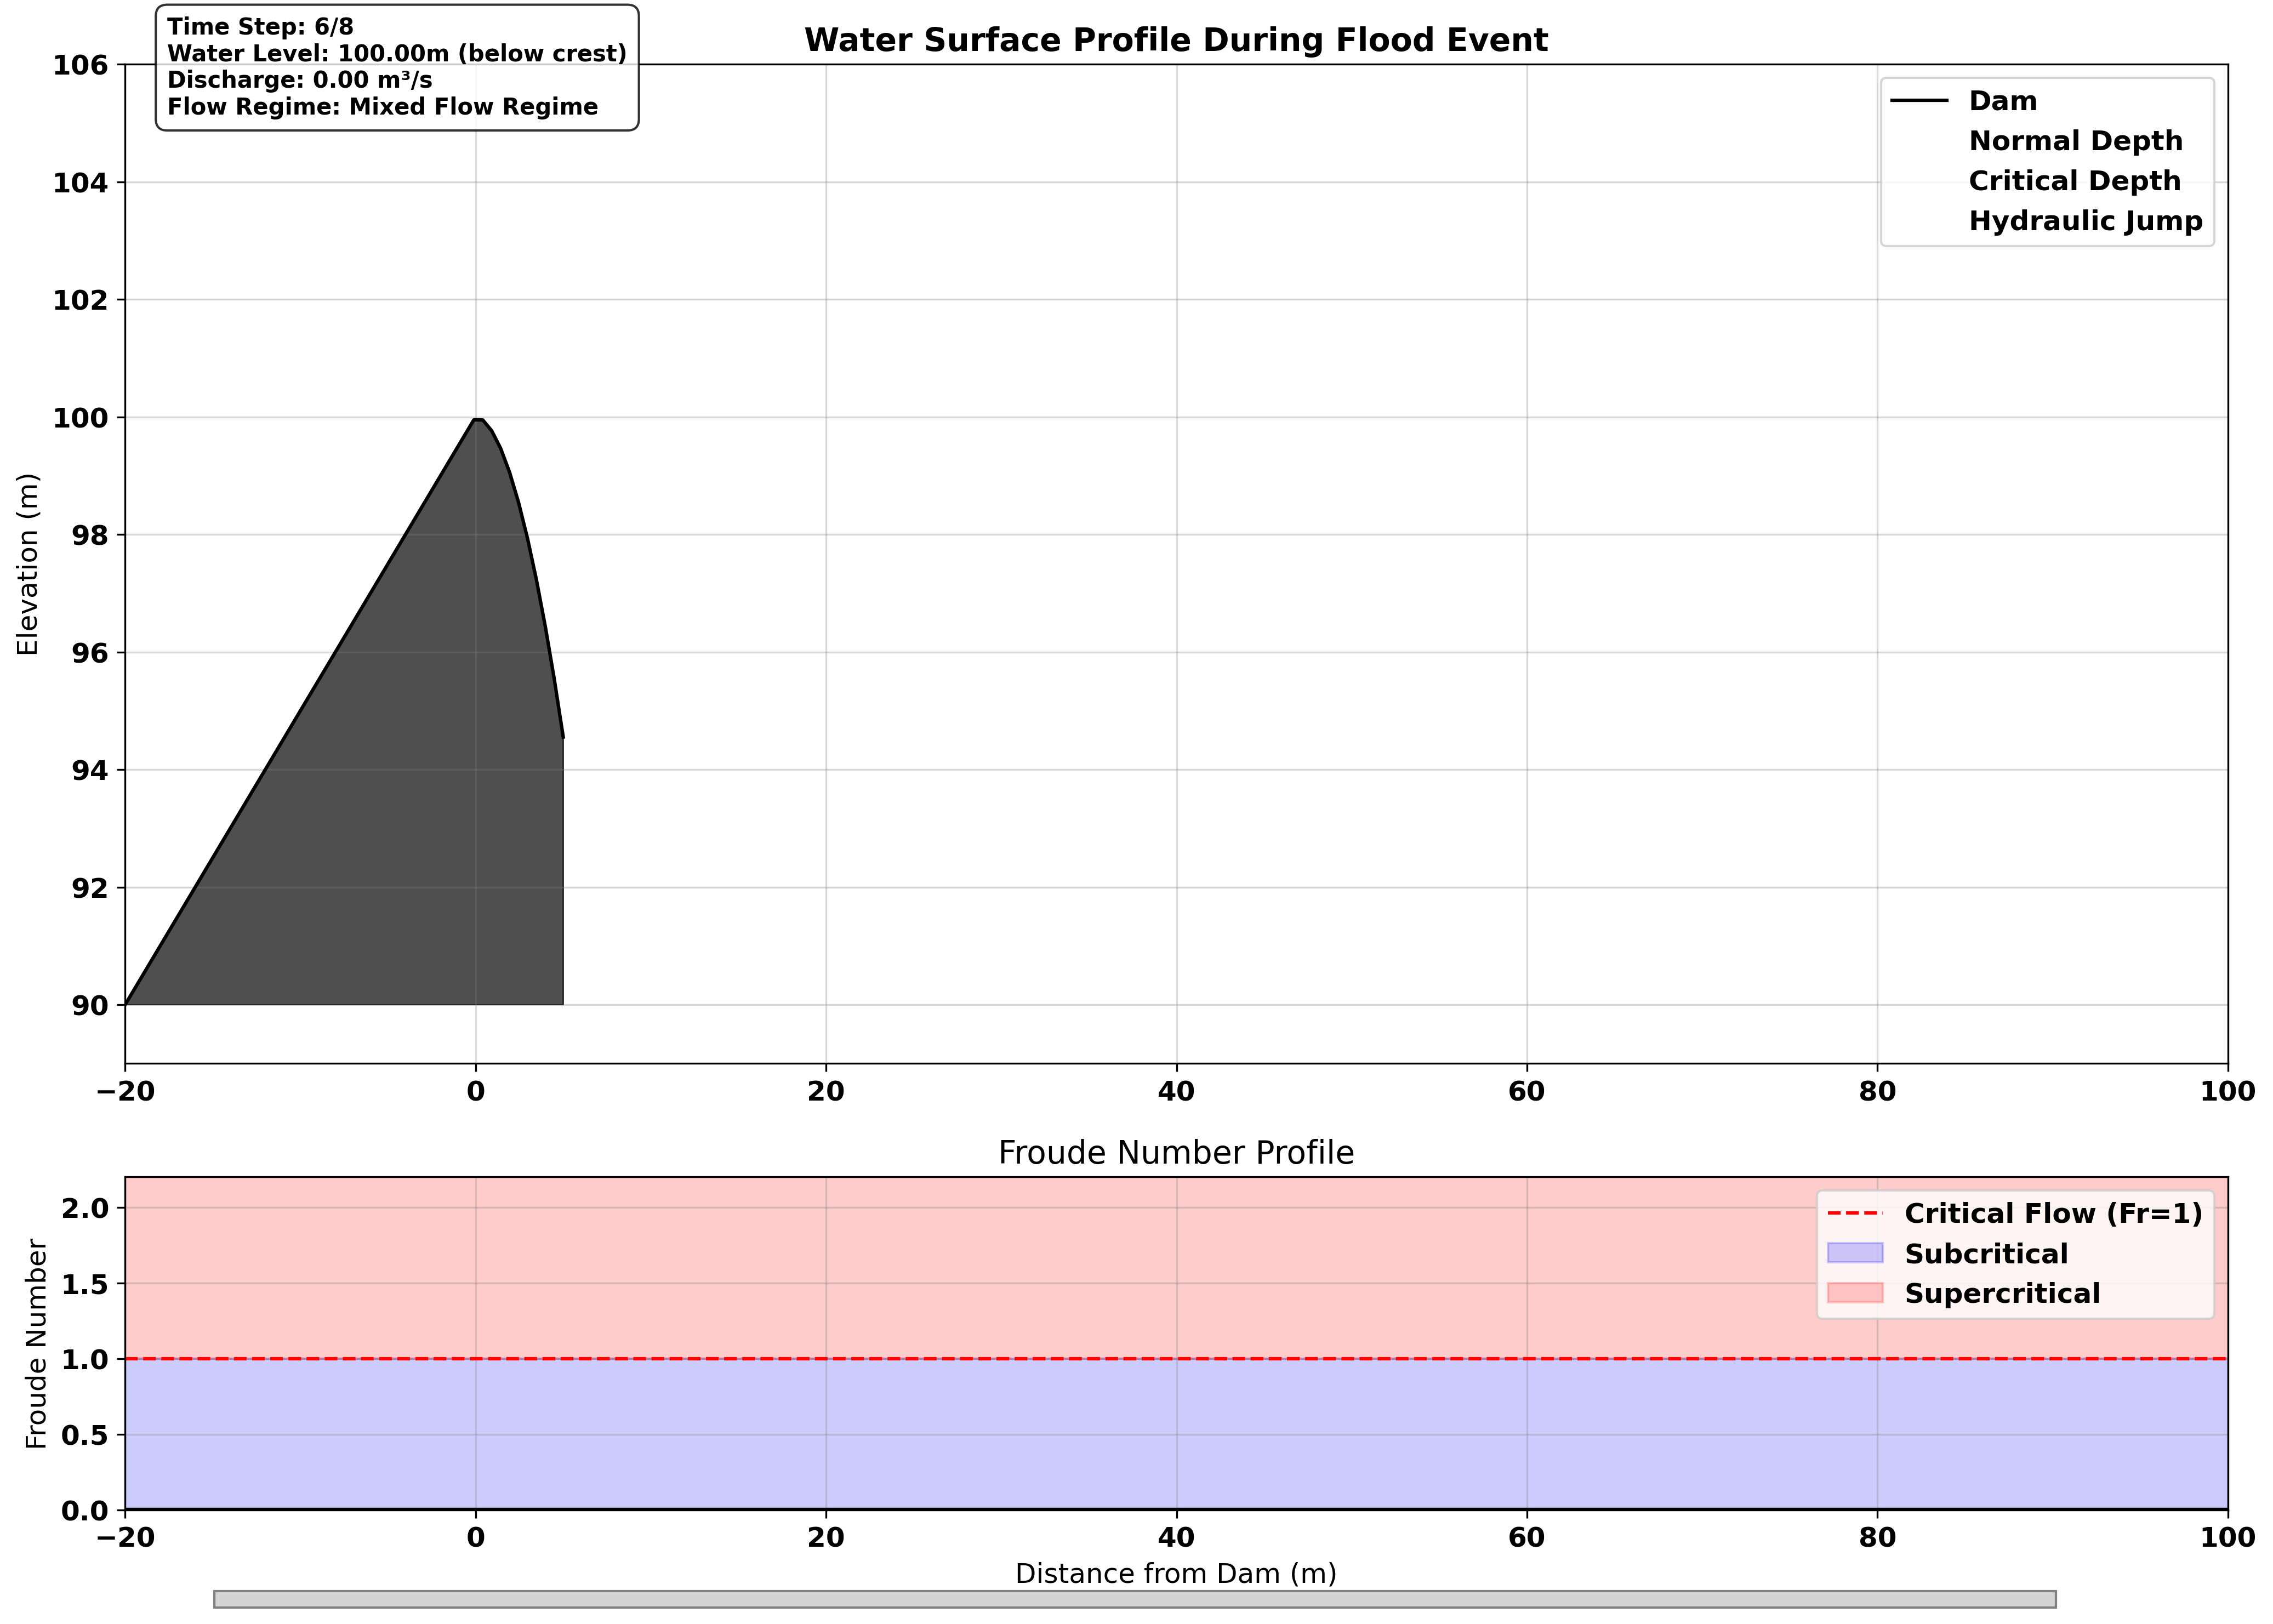 Time Step: 6/8
Water Level: 100.00m (below crest)
Discharge: 0.00 m³/s
Flow Regime: Mixed Flow Regime
Water Surface Profile During Flood Event
Dam
Normal Depth
Critical Depth
Hydraulic Jump
Elevation (m)
106
104
102
100
98
96
94
92
90
−20 0 20 40 60 80 100
Froude Number Profile
Critical Flow (Fr=1)
Subcritical
Supercritical
Froude Number
2.0
1.5
1.0
0.5
0.0
−20 0 20 40 60 80 100
Distance from Dam (m)